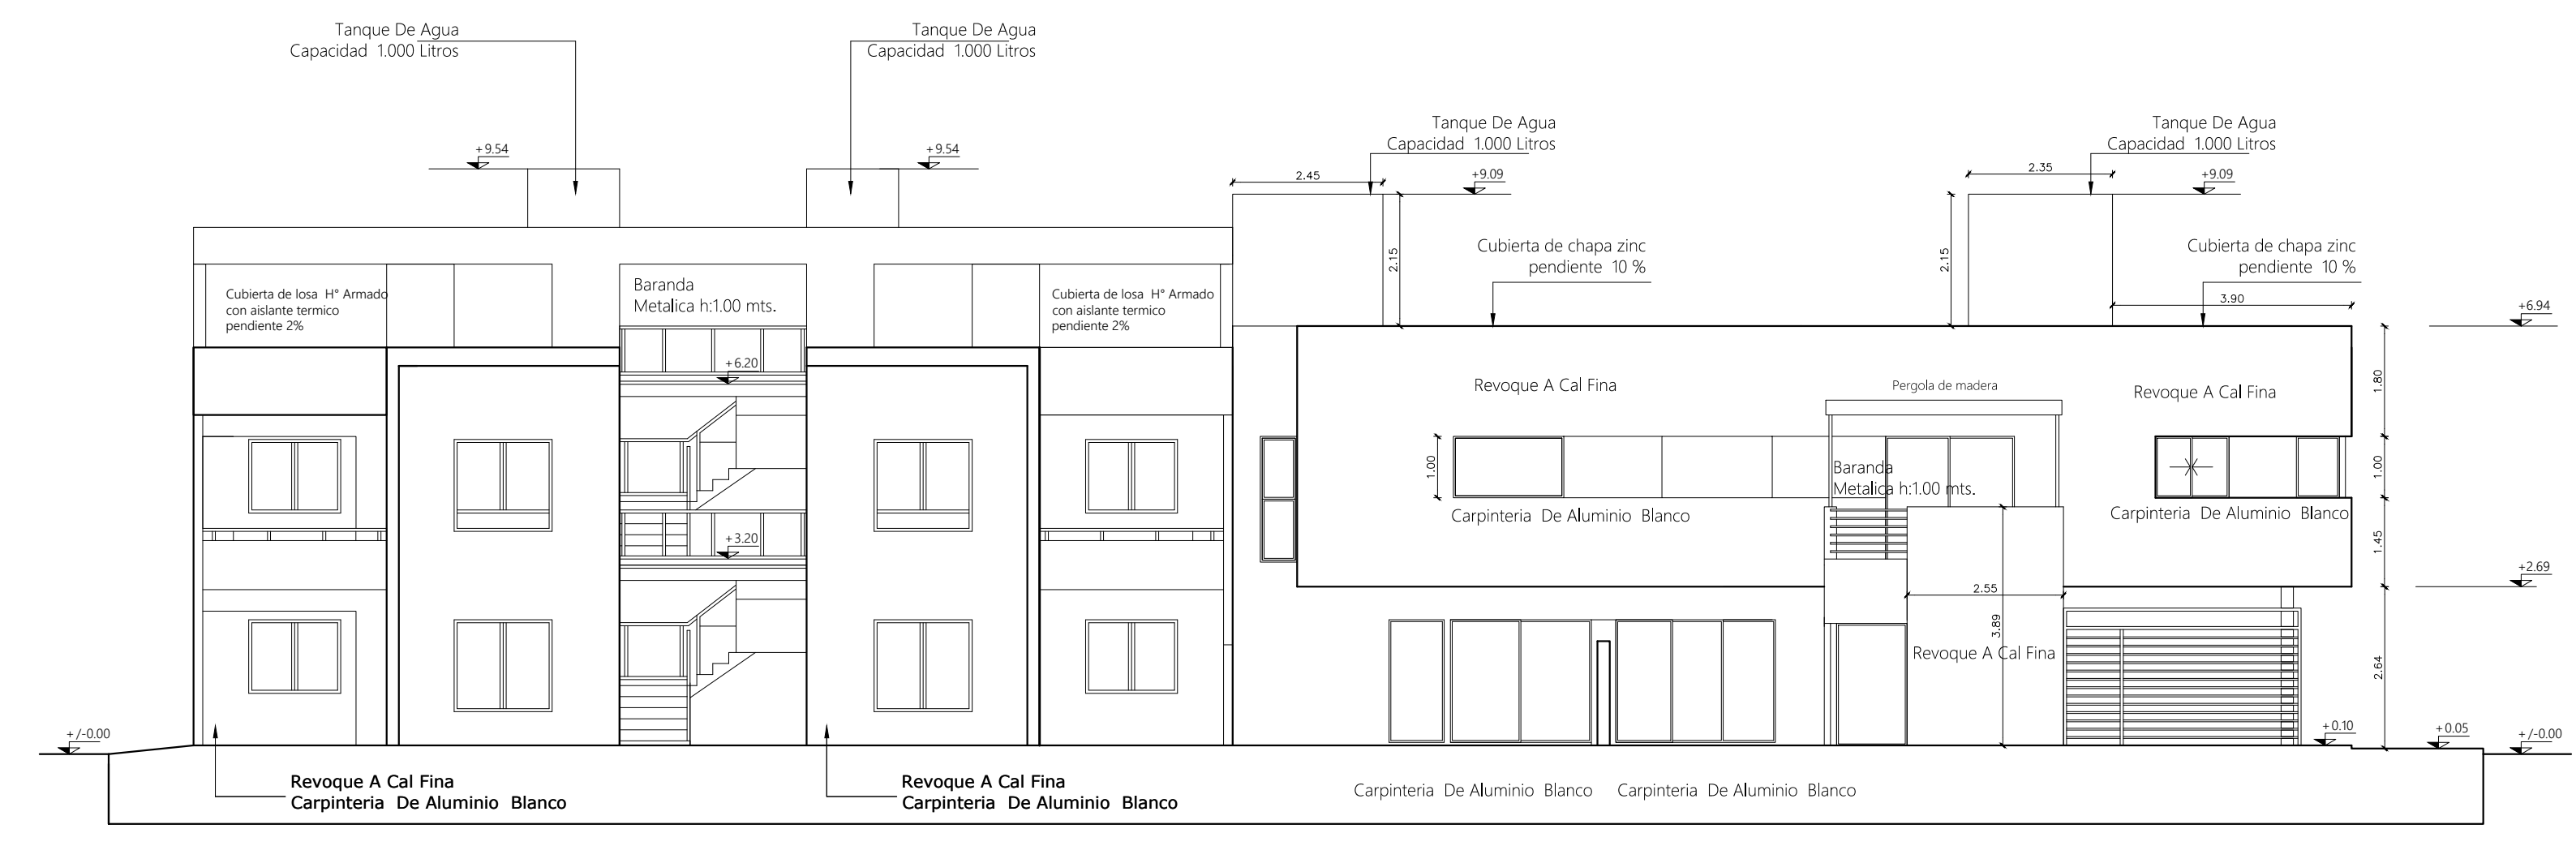 Tanque De Agua
Capacidad 1.000 Litros
Tanque De Agua
Capacidad 1.000 Litros
Tanque De Agua
Capacidad 1.000 Litros
Tanque De Agua
Capacidad 1.000 Litros
+9.54
+9.54
2.45
+9.09
2.35
+9.09
Cubierta de chapa zinc
pendiente 10 %
Cubierta de chapa zinc
pendiente 10 %
2.15
2.15
3.90
+6.94
Cubierta de losa H° Armado
con aislante termico
pendiente 2%
Baranda
Metalica h:1.00 mts.
Cubierta de losa H° Armado
con aislante termico
pendiente 2%
+6.20
Revoque A Cal Fina
Pergola de madera
Revoque A Cal Fina
1.80
1.00
Baranda
Metalica h:1.00 mts.
1.00
Carpinteria De Aluminio Blanco
Carpinteria De Aluminio Blanco
+3.20
1.45
+2.69
2.55
3.89
Revoque A Cal Fina
2.64
+/-0.00
+0.10
+0.05
+/-0.00
Revoque A Cal Fina
Carpinteria De Aluminio Blanco
Revoque A Cal Fina
Carpinteria De Aluminio Blanco
Carpinteria De Aluminio Blanco
Carpinteria De Aluminio Blanco